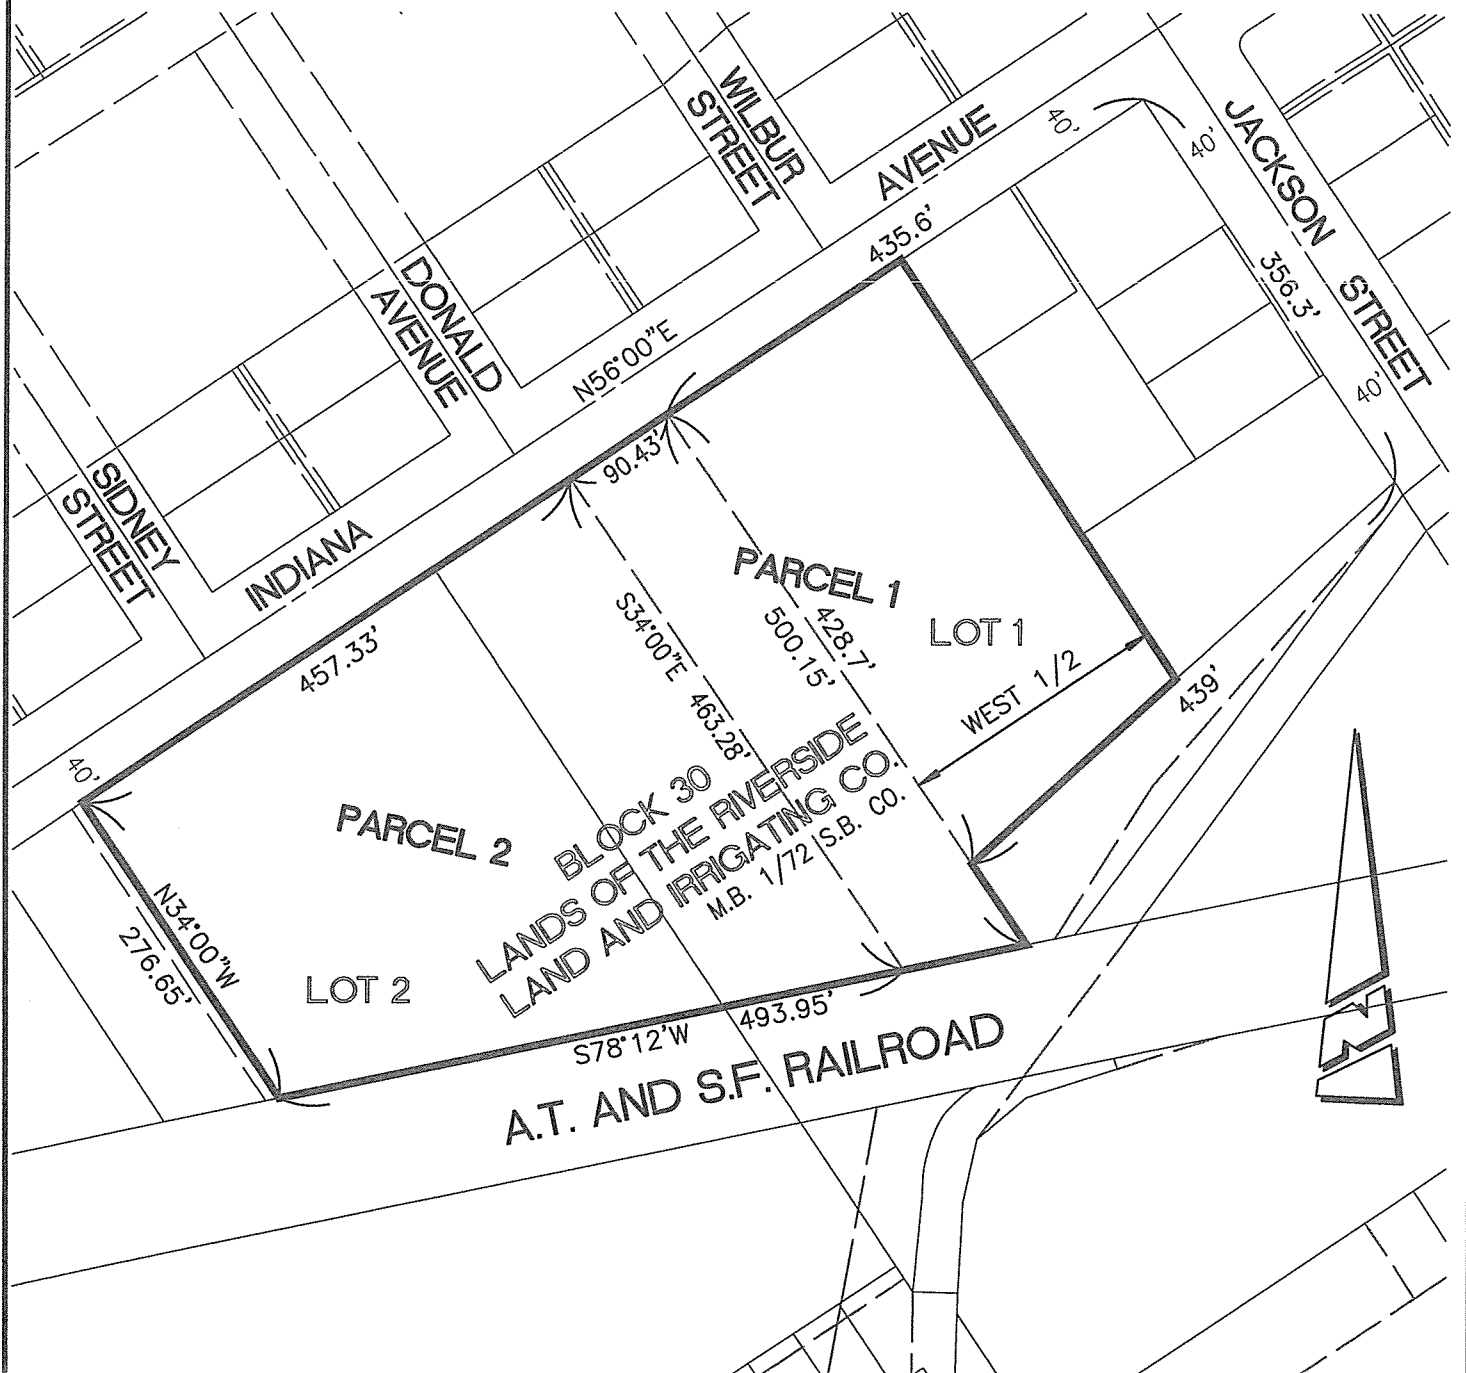 WILBUR
STREET
AVENUE
40'
40'
JACKSON
STREET
435.6'
356.3'
DONALD
AVENUE
N56°00"E
40'
90.43'
SIDNEY
STREET
INDIANA
PARCEL 1
428.7'
500.15'
LOT 1
S34°00"E 463.28'
457.33'
WEST 1/2
439'
40'
PARCEL 2
BLOCK 30
LANDS OF THE RIVERSIDE
LAND AND IRRIGATING CO.
M.B. 1/72 S.B. CO.
N34°00"W
276.65'
LOT 2
493.95'
S78°12'W
A.T. AND S.F. RAILROAD
N